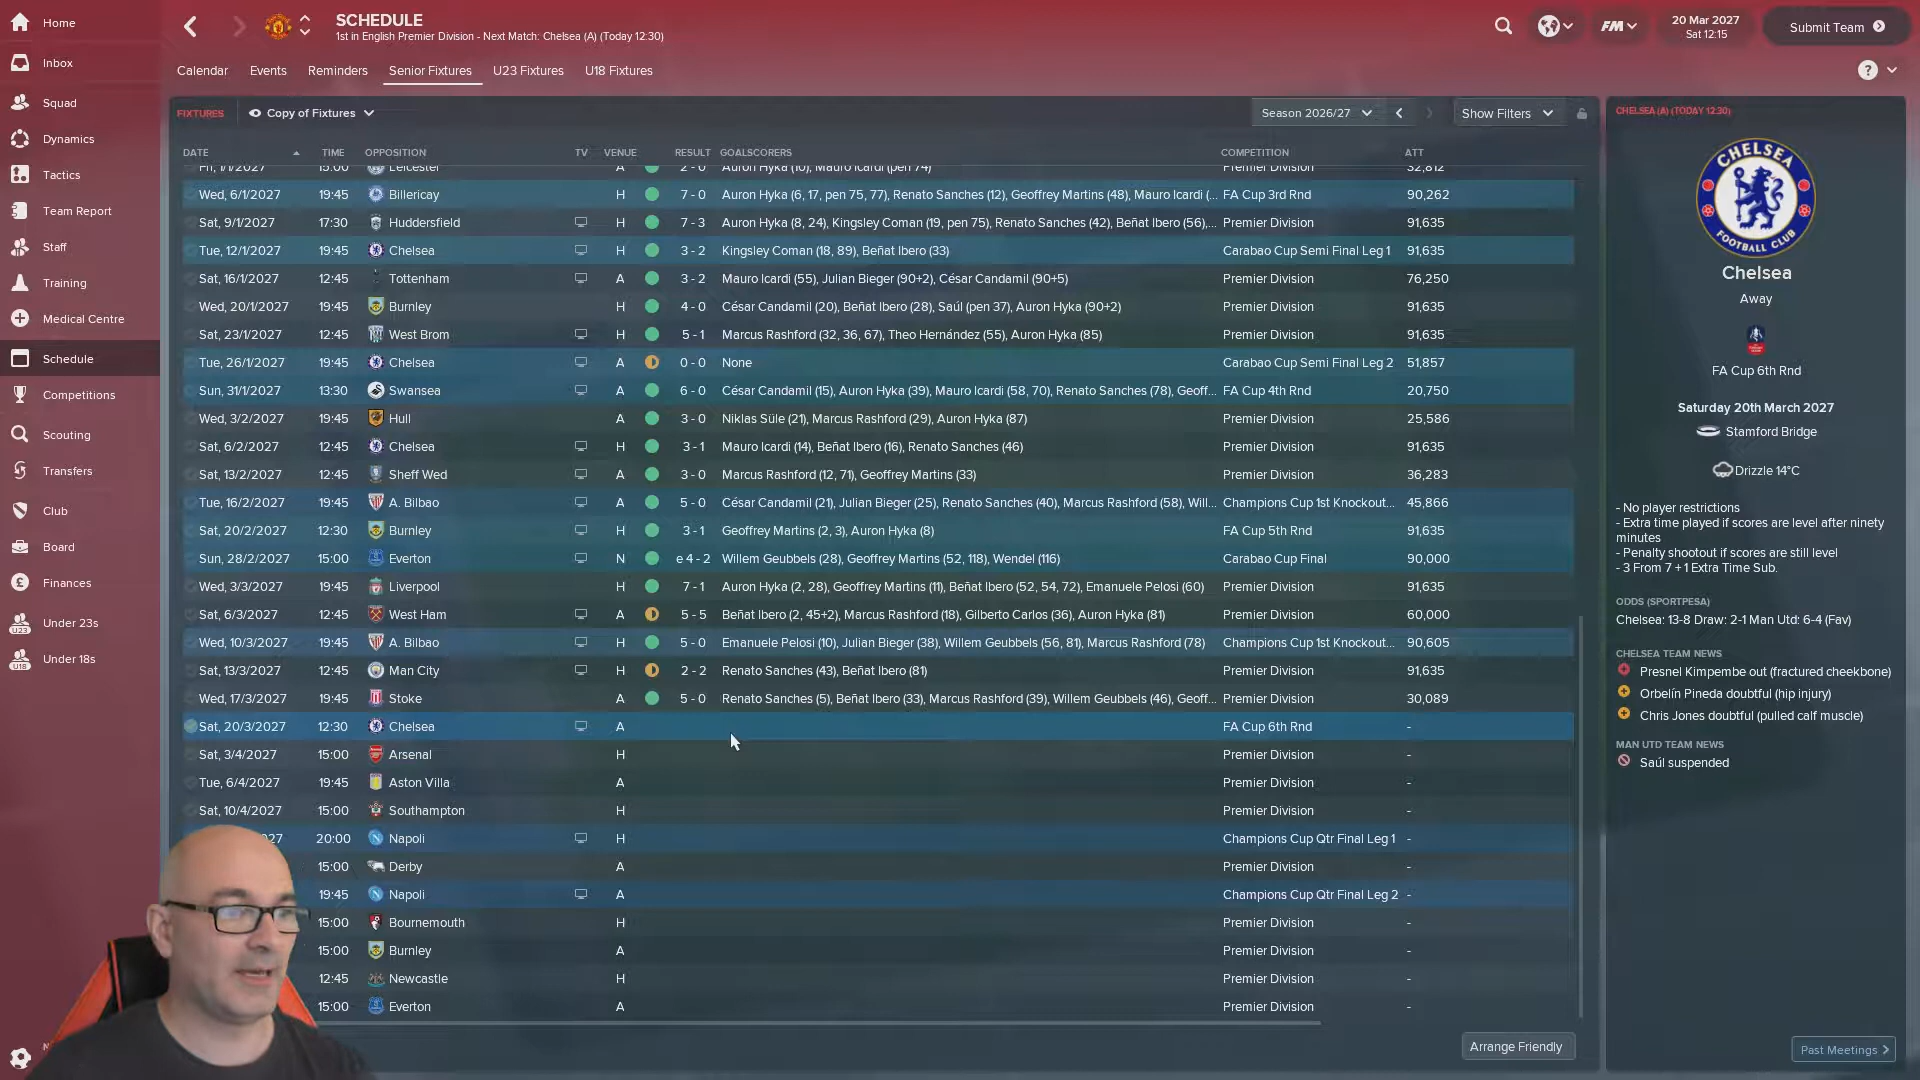 Home
Inbox
Squad
Dynamics
Tactics
Team Report
Staff
Training
Medical Centre
Schedule
Competitions
Scouting
Transfers
Club
Board
Finances
Under 23s
Under 18s
SCHEDULE
1st in English Premier Division - Next Match: Chelsea (A) (Today 12:30)
FM
20 Mar 2027
Sat 12:15
Submit Team
Calendar Events Reminders Senior Fixtures U23 Fixtures U18 Fixtures
FIXTURES Copy of Fixtures Season 2026/27 Show Filters
DATE TIME OPPOSITION TV VENUE RESULT GOALSCORERS COMPETITION ATT
Fri, 1/1/2027 15:00 Leicester A 2 - 0 Auron Hyka (10), Mauro Icardi (pen 74) Premier Division 32,812
Wed, 6/1/2027 19:45 Billericay H 7 - 0 Auron Hyka (6, 17, pen 75, 77), Renato Sanches (12), Geoffrey Martins (48), Mauro Icardi (... FA Cup 3rd Rnd 90,262
Sat, 9/1/2027 17:30 Huddersfield H 7 - 3 Auron Hyka (8, 24), Kingsley Coman (19, pen 75), Renato Sanches (42), Beñat Ibero (56),... Premier Division 91,635
Tue, 12/1/2027 19:45 Chelsea H 3 - 2 Kingsley Coman (18, 89), Beñat Ibero (33) Carabao Cup Semi Final Leg 1 91,635
Sat, 16/1/2027 12:45 Tottenham A 3 - 2 Mauro Icardi (55), Julian Bieger (90+2), César Candamil (90+5) Premier Division 76,250
Wed, 20/1/2027 19:45 Burnley H 4 - 0 César Candamil (20), Beñat Ibero (28), Saúl (pen 37), Auron Hyka (90+2) Premier Division 91,635
Sat, 23/1/2027 12:45 West Brom H 5 - 1 Marcus Rashford (32, 36, 67), Theo Hernández (55), Auron Hyka (85) Premier Division 91,635
Tue, 26/1/2027 19:45 Chelsea A 0 - 0 None Carabao Cup Semi Final Leg 2 51,857
Sun, 31/1/2027 13:30 Swansea A 6 - 0 César Candamil (15), Auron Hyka (39), Mauro Icardi (58, 70), Renato Sanches (78), Geoff... FA Cup 4th Rnd 20,750
Wed, 3/2/2027 19:45 Hull A 3 - 0 Niklas Süle (21), Marcus Rashford (29), Auron Hyka (87) Premier Division 25,586
Sat, 6/2/2027 12:45 Chelsea H 3 - 1 Mauro Icardi (14), Beñat Ibero (16), Renato Sanches (46) Premier Division 91,635
Sat, 13/2/2027 12:45 Sheff Wed A 3 - 0 Marcus Rashford (12, 71), Geoffrey Martins (33) Premier Division 36,283
Tue, 16/2/2027 19:45 A. Bilbao A 5 - 0 César Candamil (21), Julian Bieger (25), Renato Sanches (40), Marcus Rashford (58), Will... Champions Cup 1st Knockout... 45,866
Sat, 20/2/2027 12:30 Burnley H 3 - 1 Geoffrey Martins (2, 3), Auron Hyka (8) FA Cup 5th Rnd 91,635
Sun, 28/2/2027 15:00 Everton N e 4 - 2 Willem Geubbels (28), Geoffrey Martins (52, 118), Wendel (116) Carabao Cup Final 90,000
Wed, 3/3/2027 19:45 Liverpool H 7 - 1 Auron Hyka (2, 28), Geoffrey Martins (11), Beñat Ibero (52, 54, 72), Emanuele Pelosi (60) Premier Division 91,635
Sat, 6/3/2027 12:45 West Ham A 5 - 5 Beñat Ibero (2, 45+2), Marcus Rashford (18), Gilberto Carlos (36), Auron Hyka (81) Premier Division 60,000
Wed, 10/3/2027 19:45 A. Bilbao H 5 - 0 Emanuele Pelosi (10), Julian Bieger (38), Willem Geubbels (56, 81), Marcus Rashford (78) Champions Cup 1st Knockout... 90,605
Sat, 13/3/2027 12:45 Man City H 2 - 2 Renato Sanches (43), Beñat Ibero (81) Premier Division 91,635
Wed, 17/3/2027 19:45 Stoke A 5 - 0 Renato Sanches (5), Beñat Ibero (33), Marcus Rashford (39), Willem Geubbels (46), Geoff... Premier Division 30,089
Sat, 20/3/2027 12:30 Chelsea A FA Cup 6th Rnd -
Sat, 3/4/2027 15:00 Arsenal H Premier Division -
Tue, 6/4/2027 19:45 Aston Villa A Premier Division -
Sat, 10/4/2027 15:00 Southampton H Premier Division -
27 20:00 Napoli H Champions Cup Qtr Final Leg 1 -
15:00 Derby A Premier Division -
19:45 Napoli A Champions Cup Qtr Final Leg 2 -
15:00 Bournemouth H Premier Division -
15:00 Burnley A Premier Division -
12:45 Newcastle H Premier Division -
15:00 Everton A Premier Division -
Arrange Friendly
CHELSEA (A) (TODAY 12:30)
CHELSEA
FOOTBALL CLUB
Chelsea
Away
FA Cup 6th Rnd
Saturday 20th March 2027
Stamford Bridge
Drizzle 14°C
- No player restrictions
- Extra time played if scores are level after ninety
minutes
- Penalty shootout if scores are still level
- 3 From 7 + 1 Extra Time Sub.
ODDS (SPORTPESA)
Chelsea: 13-8 Draw: 2-1 Man Utd: 6-4 (Fav)
CHELSEA TEAM NEWS
Presnel Kimpembe out (fractured cheekbone)
Orbelín Pineda doubtful (hip injury)
Chris Jones doubtful (pulled calf muscle)
MAN UTD TEAM NEWS
Saúl suspended
Past Meetings